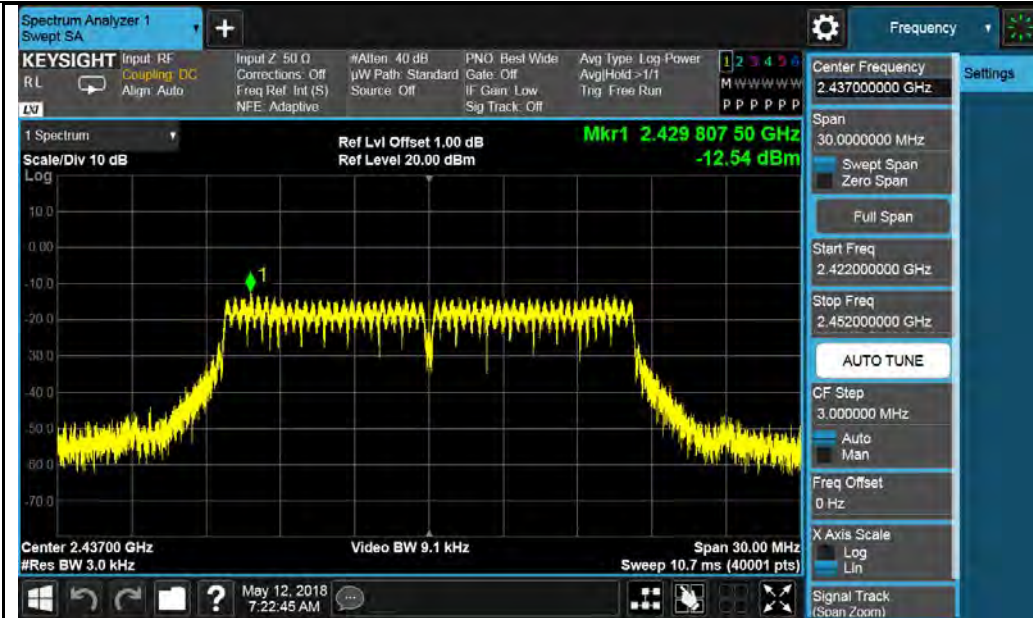 Spectrum Analyzer 1
Swept SA
+
Frequency
KEYSIGHT
RL
LXI
Input: RF
Coupling: DC
Align: Auto
Input Z: 50 Ω
Corrections: Off
Freq Ref: Int (S)
NFE: Adaptive
#Atten: 40 dB
µW Path: Standard
Source: Off
PNO: Best Wide
Gate: Off
IF Gain: Low
Sig Track: Off
Avg Type: Log-Power
Avg|Hold:>1/1
Trig: Free Run
1 2 3 4 5 6
M W W W W W
P P P P P P
1 Spectrum
Scale/Div 10 dB
Log
Ref Lvl Offset 1.00 dB
Ref Level 20.00 dBm
Mkr1 2.429 807 50 GHz
-12.54 dBm
10.0
0.00
-10.0
-20.0
-30.0
-40.0
-50.0
-60.0
-70.0
1
Center 2.43700 GHz
#Res BW 3.0 kHz
Video BW 9.1 kHz
Span 30.00 MHz
Sweep 10.7 ms (40001 pts)
?
May 12, 2018
7:22:45 AM
Center Frequency
2.437000000 GHz
Settings
Span
30.0000000 MHz
Swept Span
Zero Span
Full Span
Start Freq
2.422000000 GHz
Stop Freq
2.452000000 GHz
AUTO TUNE
CF Step
3.000000 MHz
Auto
Man
Freq Offset
0 Hz
X Axis Scale
Log
Lin
Signal Track
(Span Zoom)